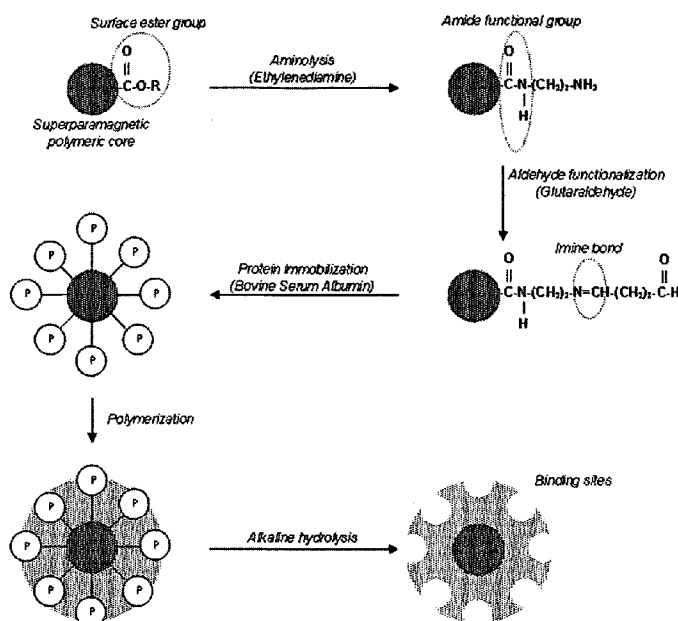 Surface ester group
O
||
-C-O-R
Superparamagnetic
polymeric core
Aminolysis
(Ethylenediamine)
Amide functional group
O
||
-C-N-(CH₂)₂-NH₂
|
H
Aldehyde functionalization
(Glutaraldehyde)
Imine bond
O
||
-C-N-(CH₂)₂-N=CH-(CH₂)₃-C-H
|
H
O
||
Protein Immobilization
(Bovine Serum Albumin)
P
P
P
P
P
P
P
P
Polymerization
P
P
P
P
P
P
P
P
Alkaline hydrolysis
Binding sites